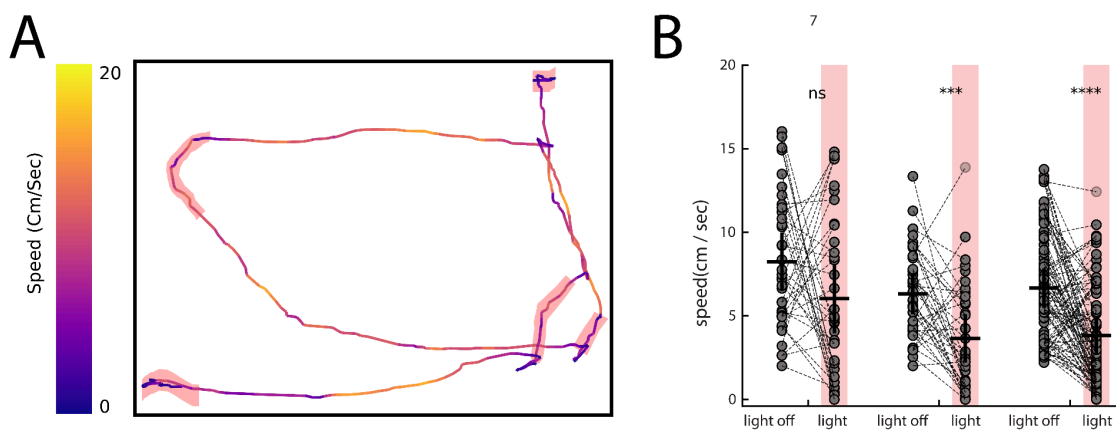 A
20
Speed (Cm/Sec)
0
B
7
20
15
10
5
0
speed(cm / sec)
ns
***
****
light off
light
light off
light
light off
light